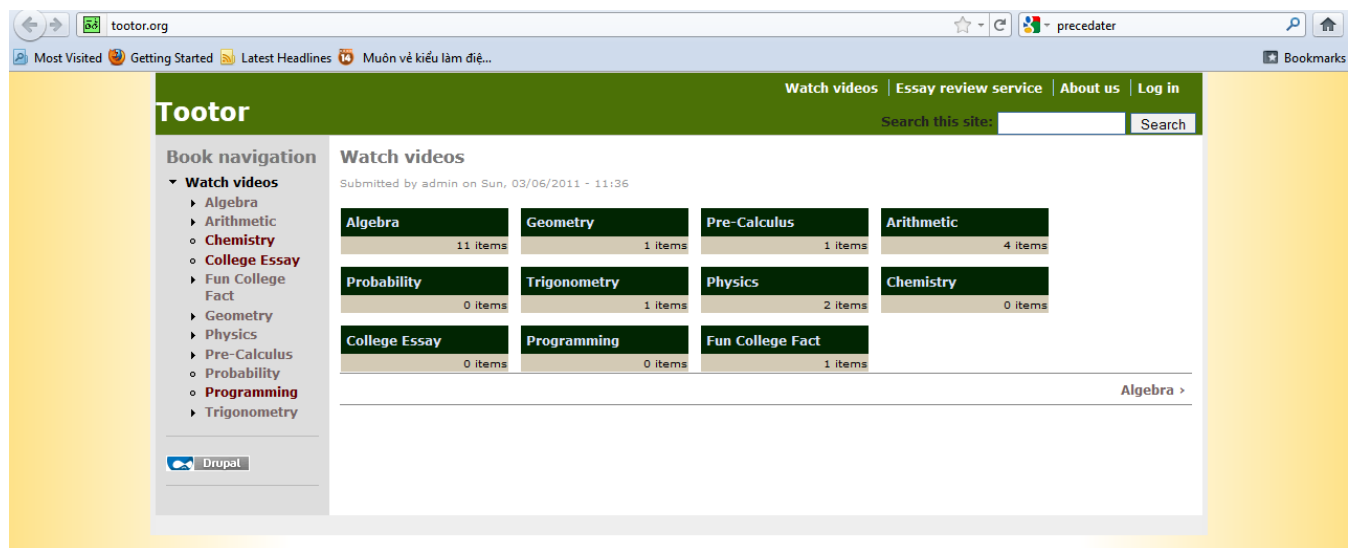 tootor.org
precedater
Most Visited Getting Started Latest Headlines Muôn vẻ kiểu làm điệ...
Bookmarks
Watch videos Essay review service About us Log in
Tootor
Search this site: Search
Book navigation
Watch videos
Algebra
Arithmetic
Chemistry
College Essay
Fun College
Fact
Geometry
Physics
Pre-Calculus
Probability
Programming
Trigonometry
Drupal
Watch videos
Submitted by admin on Sun, 03/06/2011 - 11:36
Algebra Geometry Pre-Calculus Arithmetic
11 items 1 items 1 items 4 items
Probability Trigonometry Physics Chemistry
0 items 1 items 2 items 0 items
College Essay Programming Fun College Fact
0 items 0 items 1 items
Algebra ›